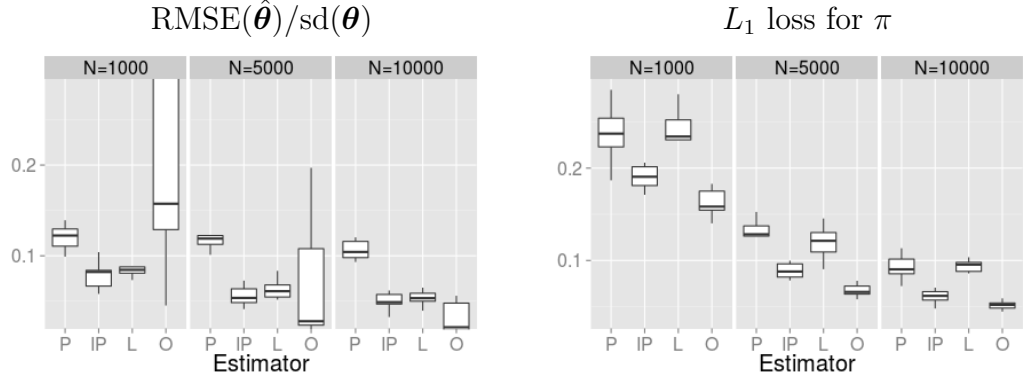 RMSE(θ̂)/sd(θ)
N=1000 N=5000 N=10000
0.2
0.1
P IP L O P IP L O P IP L O
Estimator
L₁ loss for π
N=1000 N=5000 N=10000
0.2
0.1
P IP L O P IP L O P IP L O
Estimator